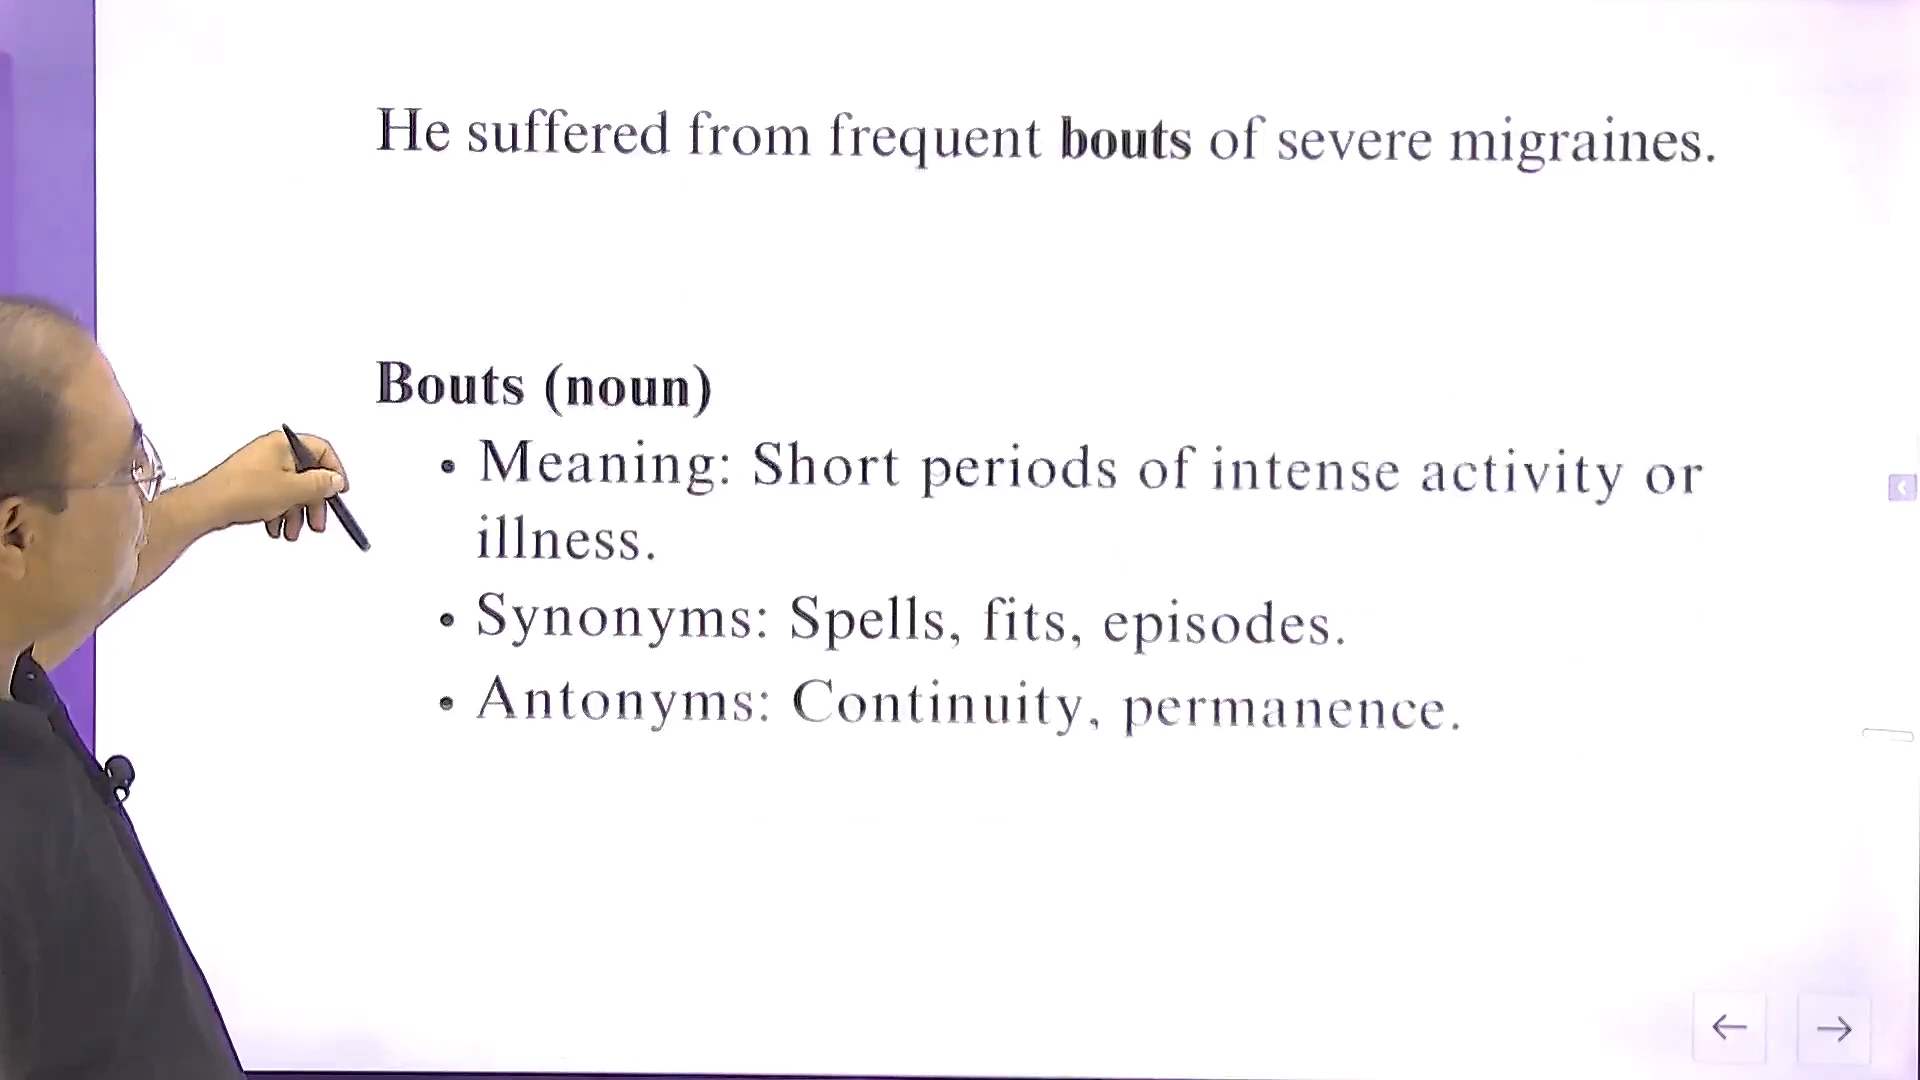 He suffered from frequent bouts of severe migraines.
Bouts (noun)
• Meaning: Short periods of intense activity or
illness.
• Synonyms: Spells, fits, episodes.
• Antonyms: Continuity, permanence.